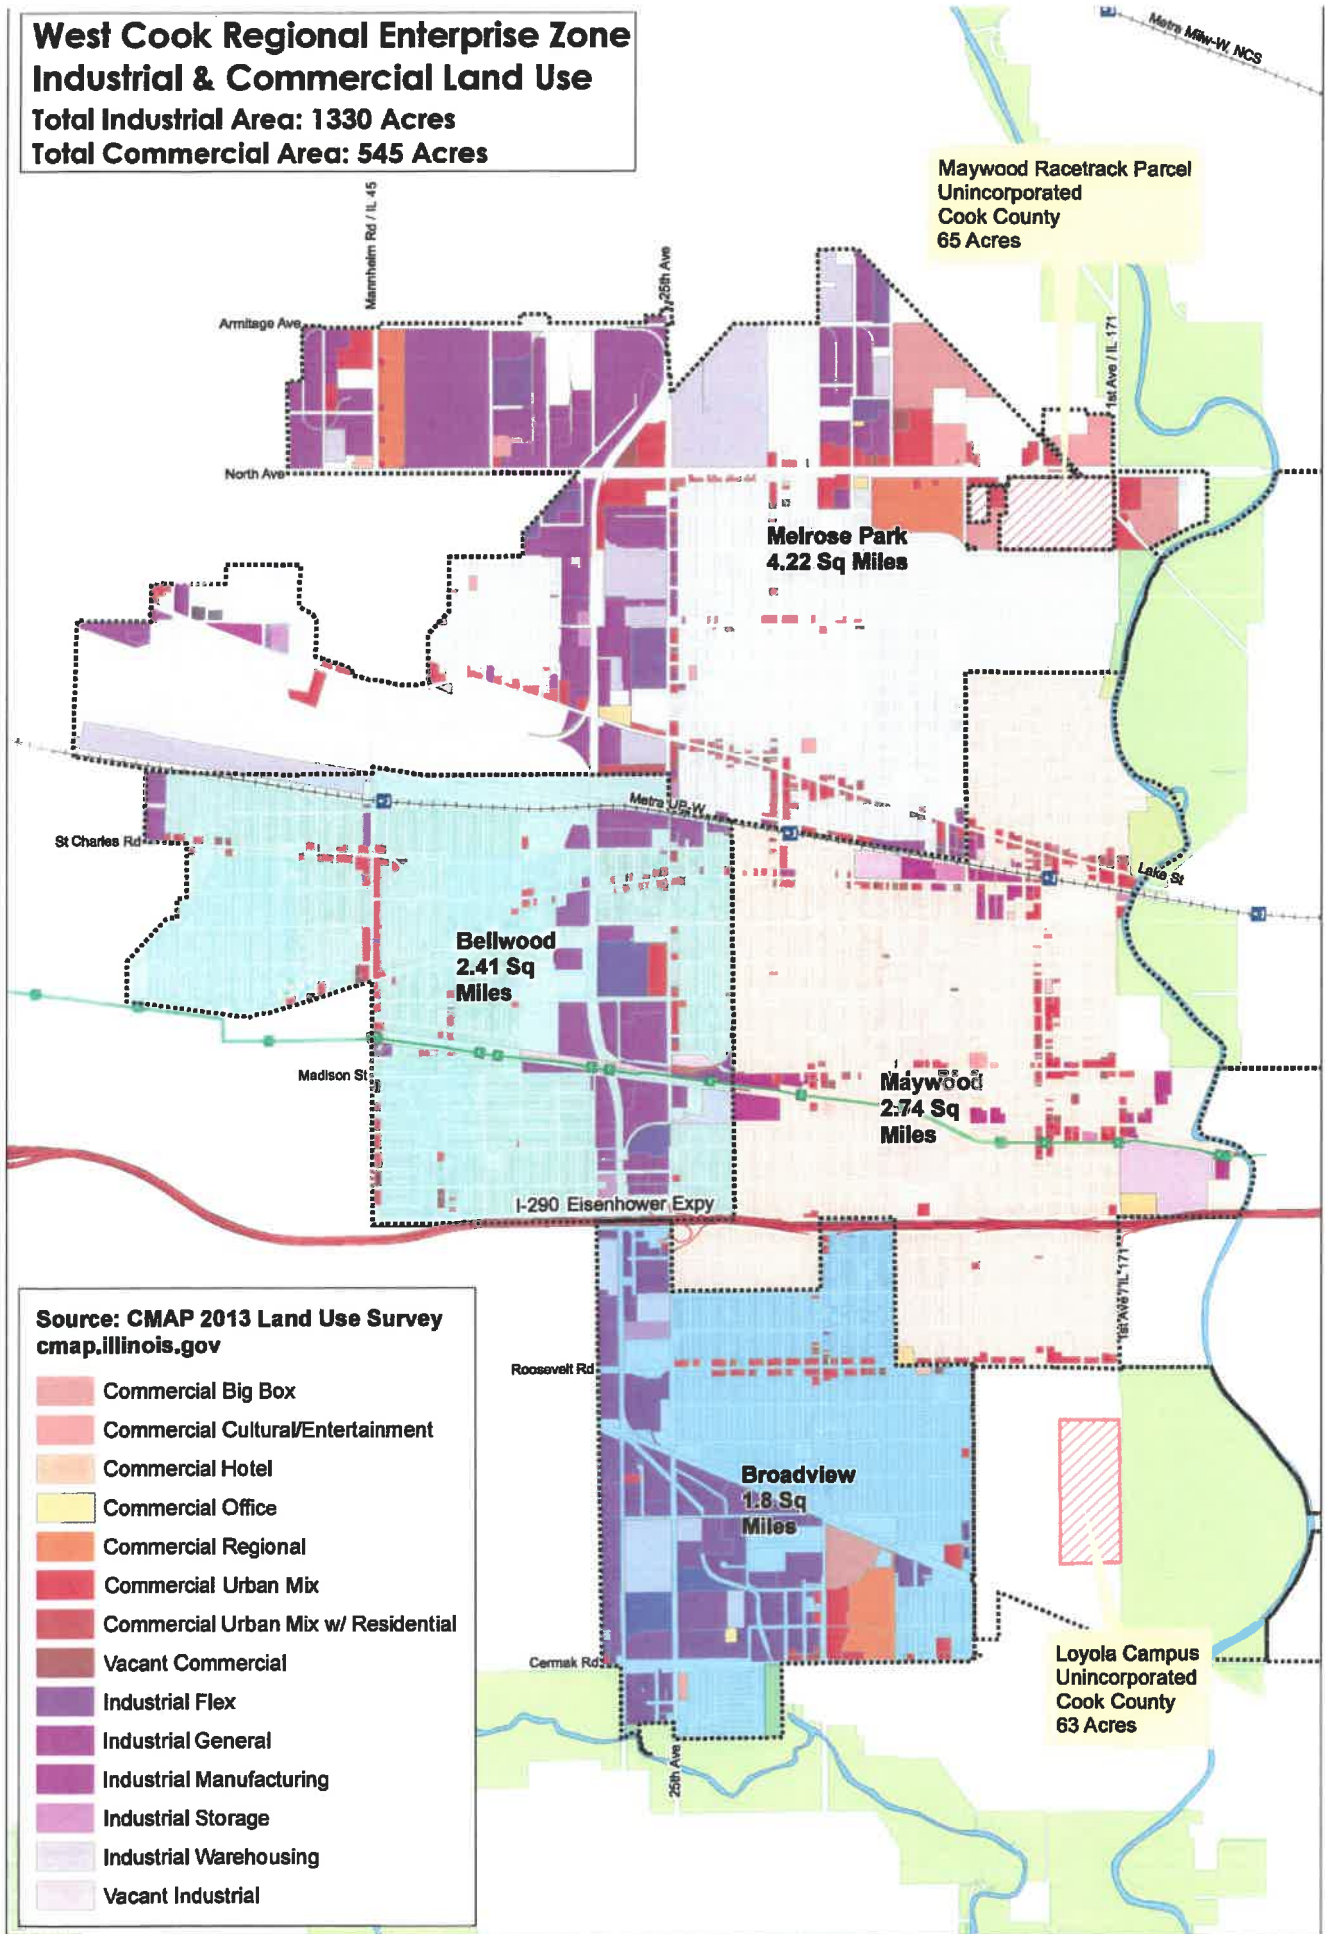 West Cook Regional Enterprise Zone
Industrial & Commercial Land Use
Total Industrial Area: 1330 Acres
Total Commercial Area: 545 Acres
Metra Milw-W, NCS
Maywood Racetrack Parcel
Unincorporated
Cook County
65 Acres
Mannheim Rd / IL 45
25th Ave
1st Ave / IL 171
Armitage Ave
North Ave
Melrose Park
4.22 Sq Miles
Metra UP-W
St Charles Rd
Lake St
Bellwood
2.41 Sq
Miles
Madison St
Maywood
2.74 Sq
Miles
I-290 Eisenhower Expy
1st Ave / IL 171
Roosevelt Rd
Broadview
1.8 Sq
Miles
Cermak Rd
25th Ave
Loyola Campus
Unincorporated
Cook County
63 Acres
Source: CMAP 2013 Land Use Survey
cmap.illinois.gov
Commercial Big Box
Commercial Cultural/Entertainment
Commercial Hotel
Commercial Office
Commercial Regional
Commercial Urban Mix
Commercial Urban Mix w/ Residential
Vacant Commercial
Industrial Flex
Industrial General
Industrial Manufacturing
Industrial Storage
Industrial Warehousing
Vacant Industrial